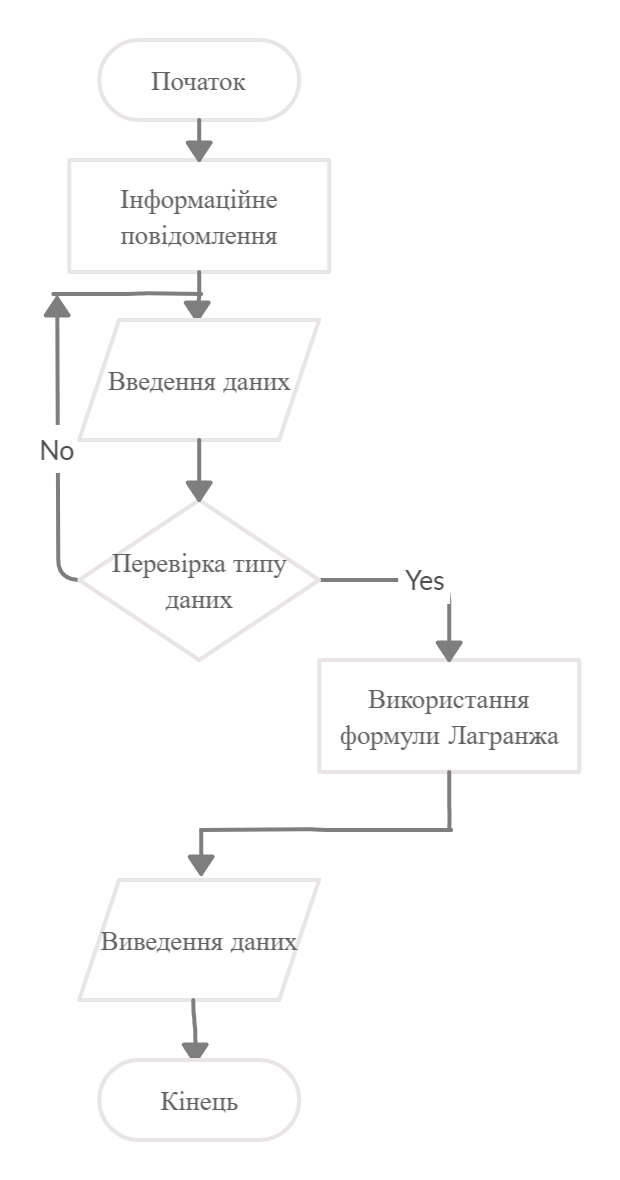 Початок
Інформаційне
повідомлення
Введення даних
No
Перевірка типу
даних
Yes
Використання
формули Лагранжа
Виведення даних
Кінець